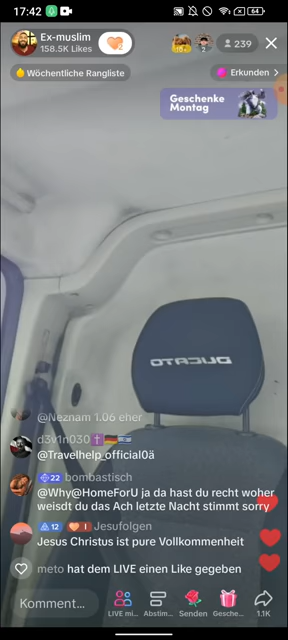 17:42
64
Ex-muslim
158.5K Likes
239
Wöchentliche Rangliste
Erkunden
Geschenke
Montag
DUCATO
@Neznam 1.06 eher
d3v1n030
@Travelhelp_official0ä
22 bombastisch
@Why@HomeForU ja da hast du recht woher
weisdt du das Ach letzte Nacht stimmt sorry
12 1 Jesufolgen
Jesus Christus ist pure Vollkommenheit
meto hat dem LIVE einen Like gegeben
Komment...
LIVE mi...
Abstim...
Senden
Gesche...
1.1K